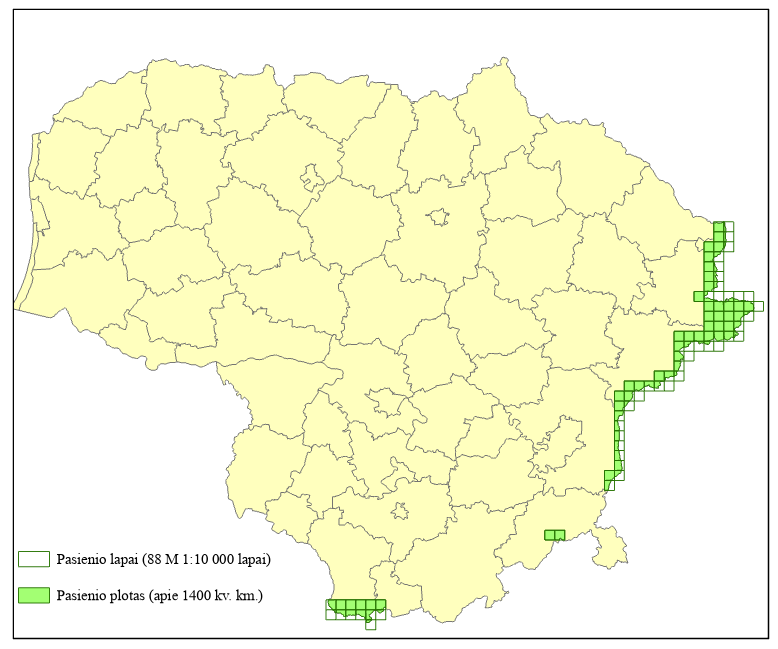 Pasienio lapai (88 M 1:10 000 lapai)
Pasienio plotas (apie 1400 kv. km.)